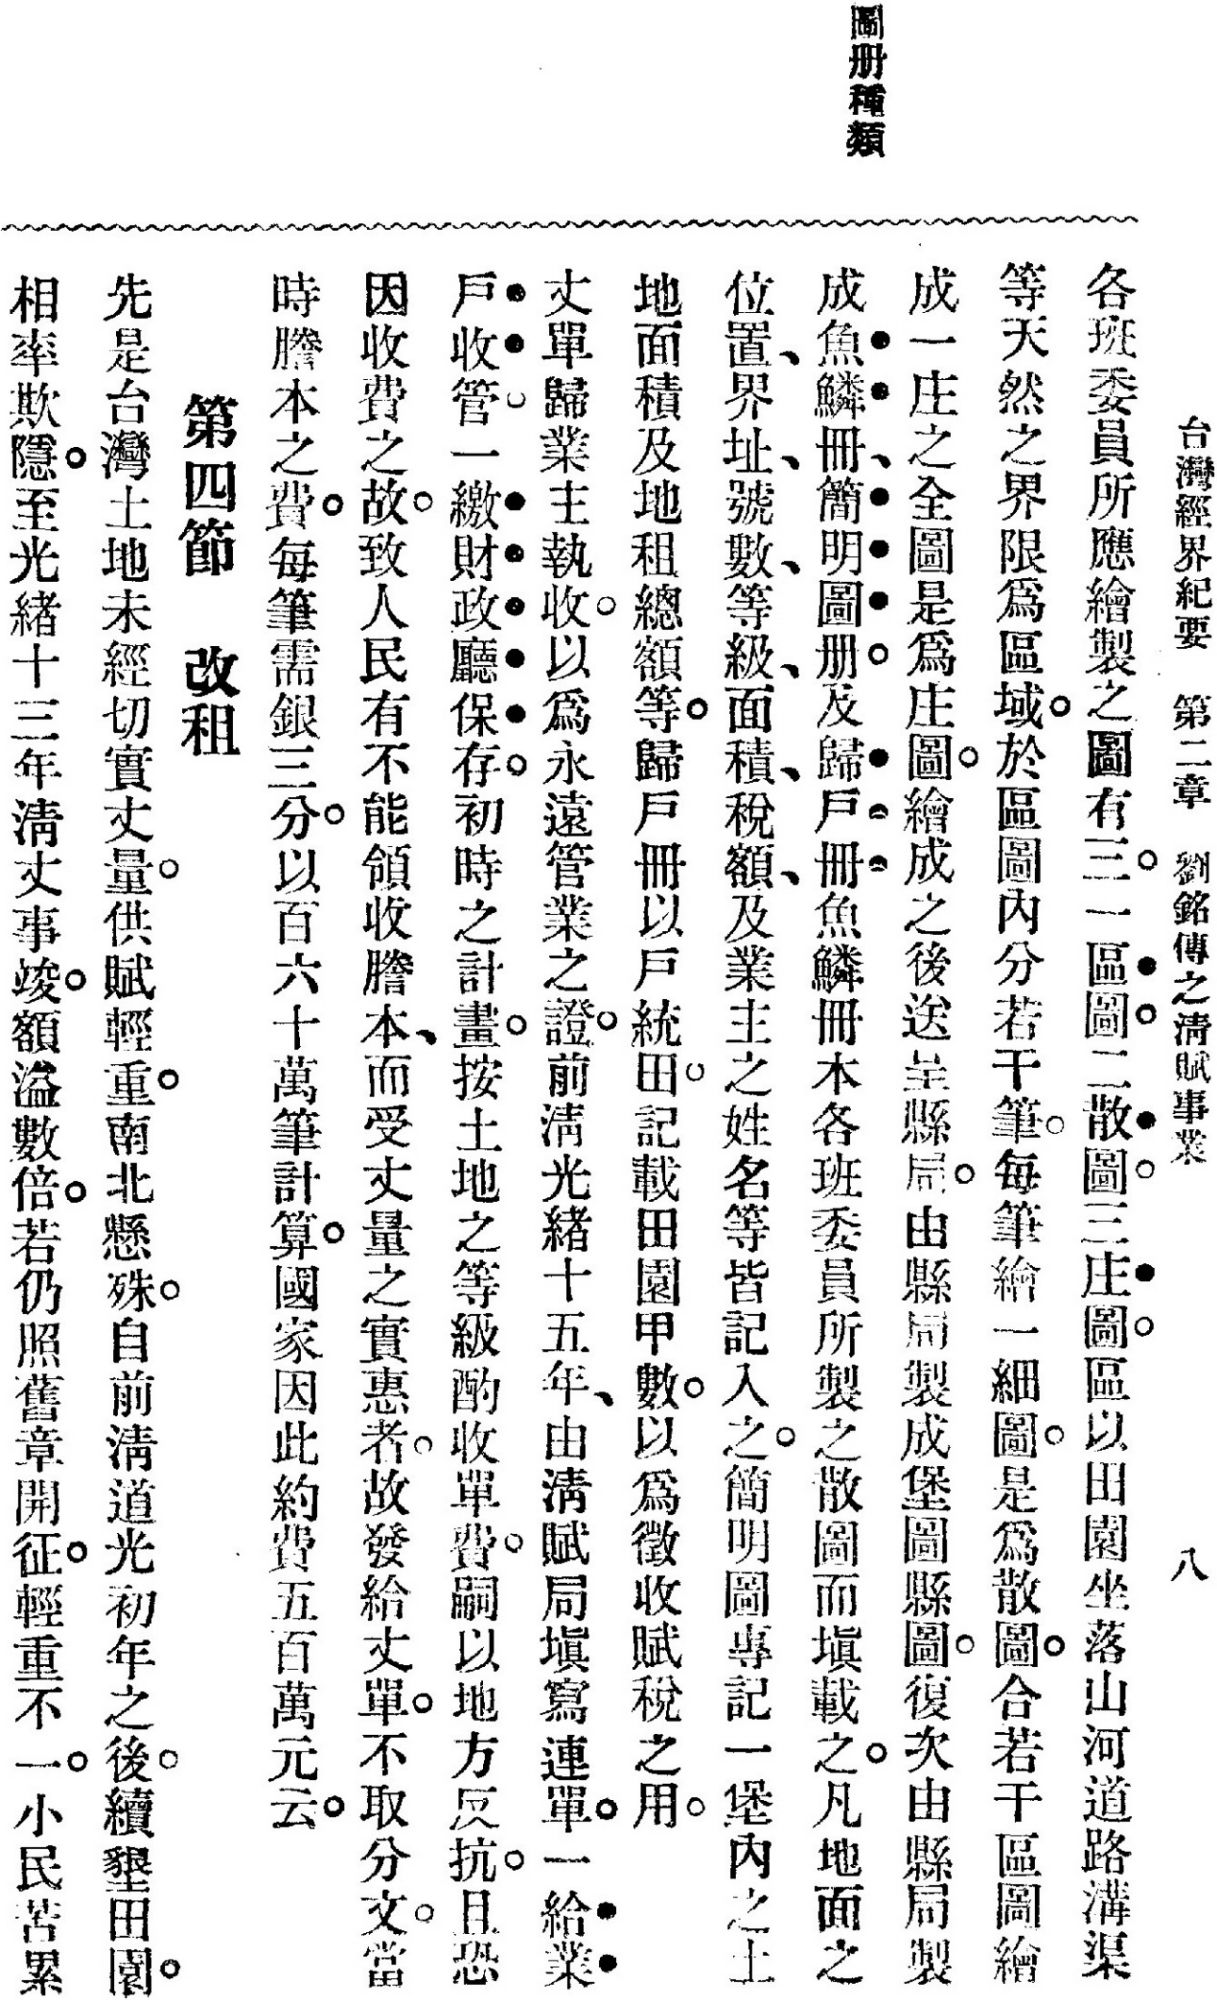 台灣經界紀要　第二章　劉銘傳之淸賦事業　八
圖册種類
各班委員所應繪製之圖有三。一區圖。二散圖。三庄圖。區以田園坐落山河道路溝渠
等天然之界限爲區域。於區圖內分若干筆。每筆繪一細圖。是爲散圖。合若干區圖繪
成一庄之全圖是爲庄圖。繪成之後送呈縣局。由縣局製成堡圖縣圖。復次由縣局製
成魚鱗冊、簡明圖册。及歸戶冊魚鱗冊本各班委員所製之散圖而塡載之。凡地面之
位置、界址、號數、等級、面積、稅額、及業主之姓名等皆記入之。簡明圖專記一堡內之土
地面積及地租總額等。歸戶冊以戶統田。記載田園甲數。以爲徵收賦稅之用。
丈單歸業主執收。以爲永遠管業之證。前淸光緖十五年、由淸賦局塡寫連單。一給業
戶收管。一繳財政廳保存。初時之計畫。按土地之等級酌收單費。嗣以地方反抗。且恐
因收費之故。致人民有不能領收謄本、而受丈量之實惠者。故發給丈單。不取分文。當
時謄本之費。每筆需銀三分。以百六十萬筆計算。國家因此約費五百萬元云。
第四節　改租
先是台灣土地未經切實丈量。供賦輕重。南北懸殊。自前淸道光初年之後。續墾田園。
相率欺隱。至光緖十三年淸丈事竣。額溢數倍。若仍照舊章開征。輕重不一。小民苦累